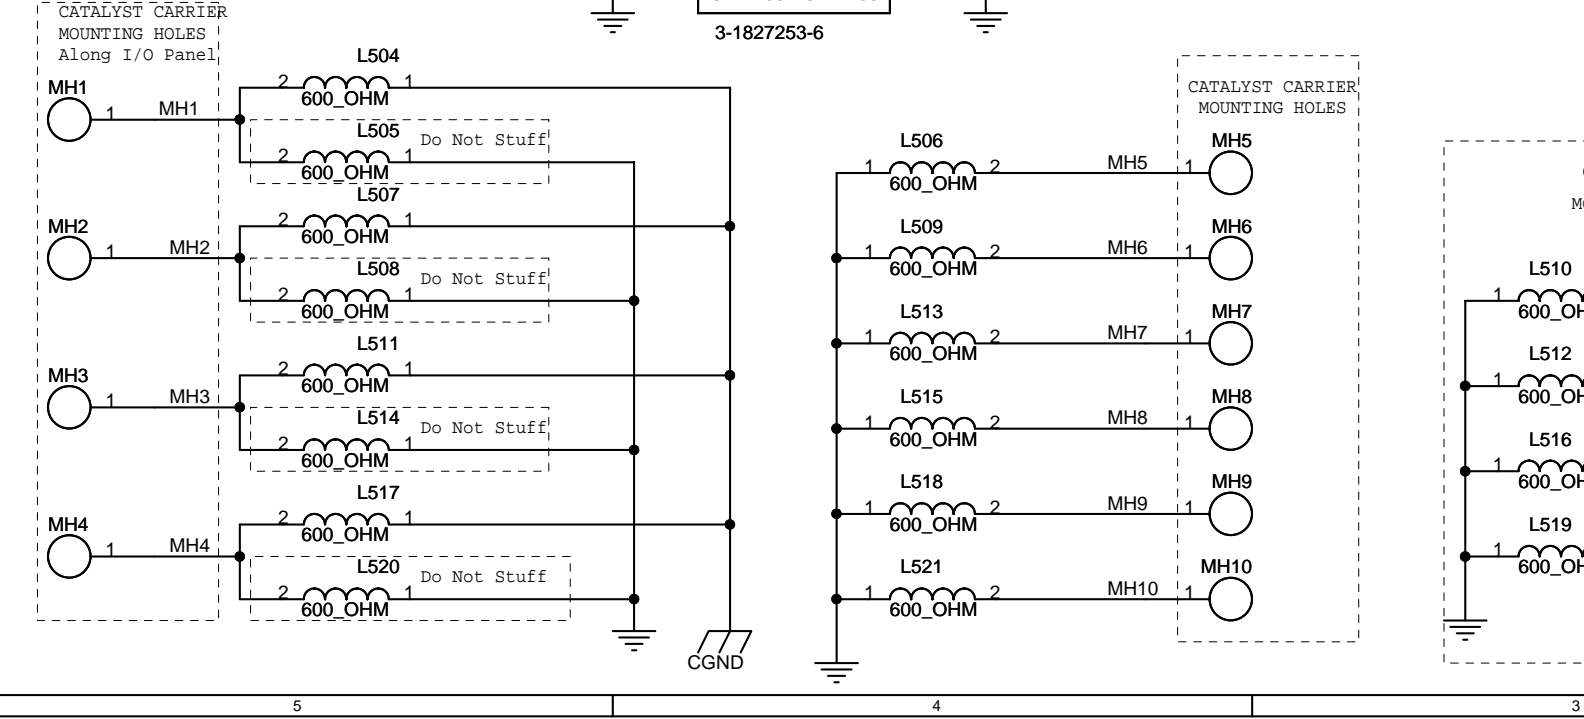 CATALYST CARRIER
MOUNTING HOLES
Along I/O Panel
3-1827253-6
MH1
1
MH1
2
L504
1
600_OHM
2
L505
1
600_OHM
Do Not Stuff
MH2
1
MH2
2
L507
1
600_OHM
2
L508
1
600_OHM
Do Not Stuff
MH3
1
MH3
2
L511
1
600_OHM
2
L514
1
600_OHM
Do Not Stuff
MH4
1
MH4
2
L517
1
600_OHM
2
L520
1
600_OHM
Do Not Stuff
CGND
CATALYST CARRIER
MOUNTING HOLES
L506
1
2
600_OHM
MH5
1
MH5
L509
1
2
600_OHM
MH6
1
MH6
L513
1
2
600_OHM
MH7
1
MH7
L515
1
2
600_OHM
MH8
1
MH8
L518
1
2
600_OHM
MH9
1
MH9
L521
1
2
600_OHM
MH10
1
MH10
L510
1
L512
1
L516
1
L519
1
5
4
3